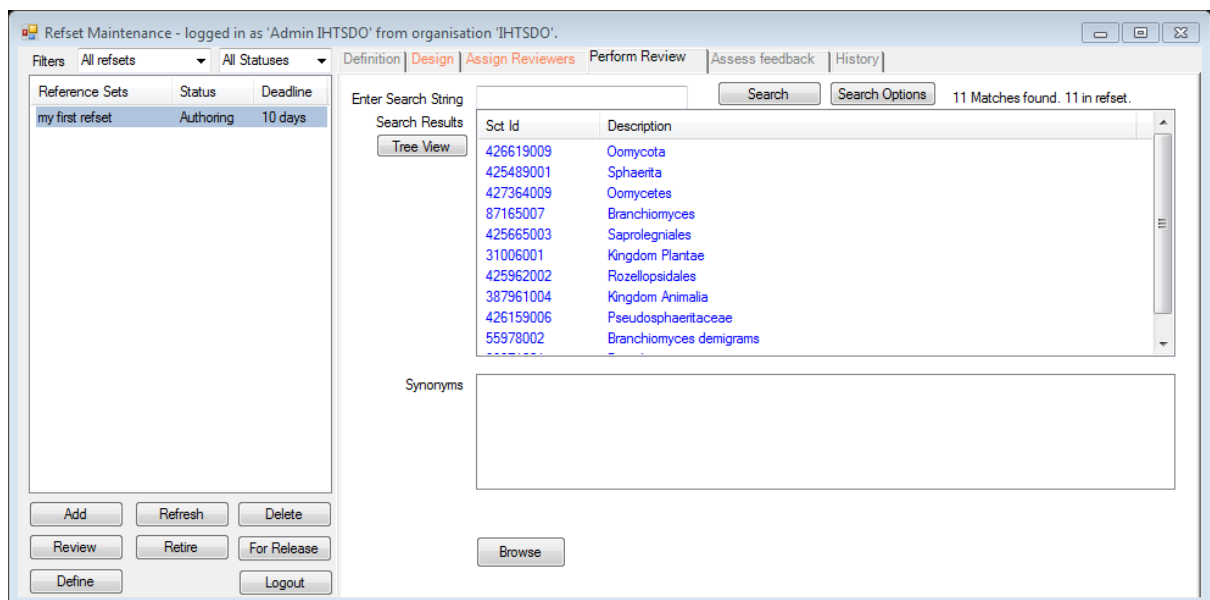 Refset Maintenance - logged in as 'Admin IHTSDO' from organisation 'IHTSDO'.
Filters All refsets All Statuses
Definition Design Assign Reviewers Perform Review Assess feedback History
Reference Sets Status Deadline
my first refset Authoring 10 days
Enter Search String Search Search Options 11 Matches found. 11 in refset.
Search Results
Tree View
Sct Id Description
426619009 Oomycota
425489001 Sphaerita
427364009 Oomycetes
87165007 Branchiomyces
425665003 Saprolegniales
31006001 Kingdom Plantae
425962002 Rozellopsidales
387961004 Kingdom Animalia
426159006 Pseudosphaeritaceae
55978002 Branchiomyces demigrams
Synonyms
Add Refresh Delete
Review Retire For Release
Define Logout
Browse